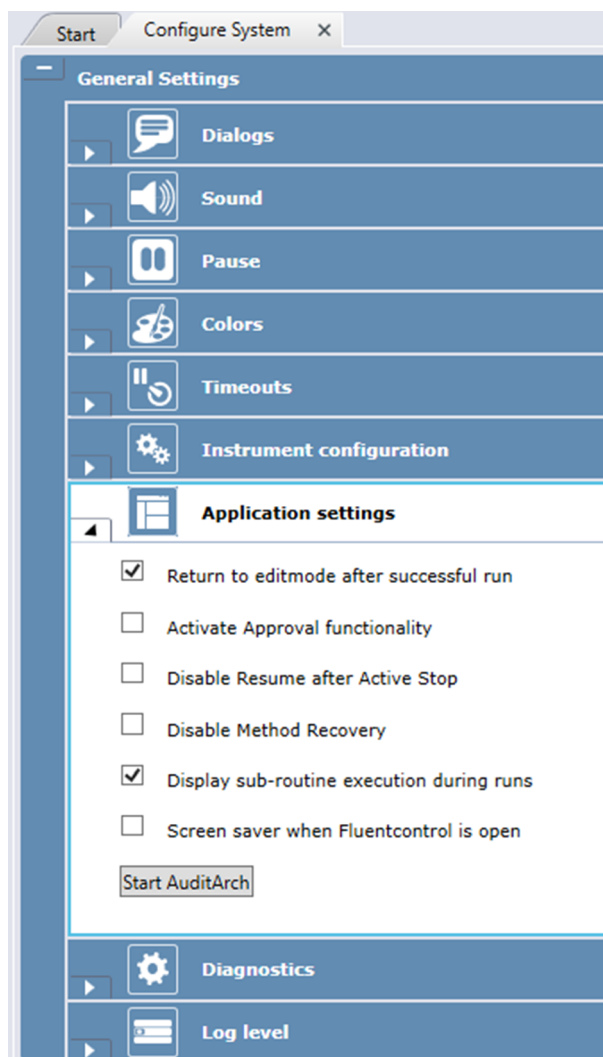 Start
Configure System
General Settings
Dialogs
Sound
Pause
Colors
Timeouts
Instrument configuration
Application settings
Return to editmode after successful run
Activate Approval functionality
Disable Resume after Active Stop
Disable Method Recovery
Display sub-routine execution during runs
Screen saver when Fluentcontrol is open
Start AuditArch
Diagnostics
Log level